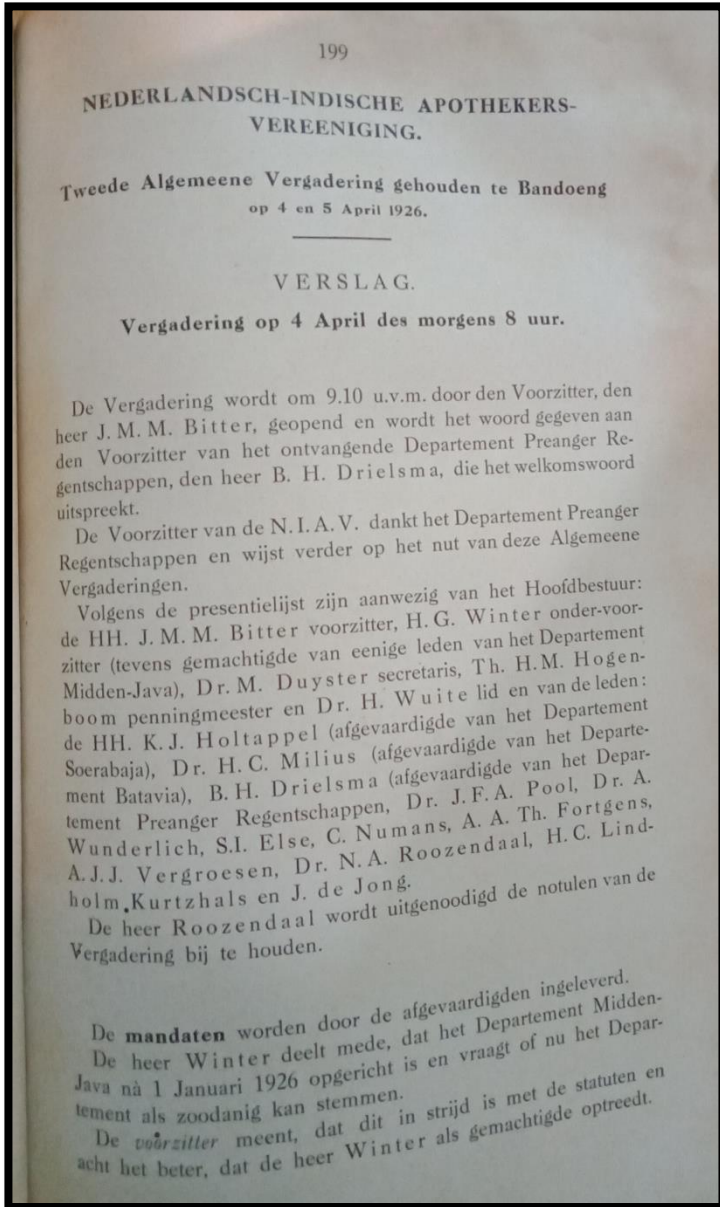 199
NEDERLANDSCH-INDISCHE APOTHEKERS-
VEREENIGING.
Tweede Algemeene Vergadering gehouden te Bandoeng
op 4 en 5 April 1926.
VERSLAG.
Vergadering op 4 April des morgens 8 uur.
De Vergadering wordt om 9.10 u.v.m. door den Voorzitter, den
heer J. M. M. Bitter, geopend en wordt het woord gegeven aan
den Voorzitter van het ontvangende Departement Preanger Re-
gentschappen, den heer B. H. Drielsma, die het welkomswoord
uitspreekt.
De Voorzitter van de N. I. A. V. dankt het Departement Preanger
Regentschappen en wijst verder op het nut van deze Algemeene
Vergaderingen.
Volgens de presentielijst zijn aanwezig van het Hoofdbestuur:
de HH. J. M. M. Bitter voorzitter, H. G. Winter onder-voor-
zitter (tevens gemachtigde van eenige leden van het Departement
Midden-Java), Dr. M. Duyster secretaris, Th. H.M. Hogen-
boom penningmeester en Dr. H. Wuite lid en van de leden:
de HH. K. J. Holtappel (afgevaardigde van het Departement
Soerabaja), Dr. H. C. Milius (afgevaardigde van het Departe-
ment Batavia), B. H. Drielsma (afgevaardigde van het Depar-
tement Preanger Regentschappen, Dr. J. F. A. Pool, Dr. A.
Wunderlich, S.I. Else, C. Numans, A. A. Th. Fortgens,
A. J. J. Vergroesen, Dr. N. A. Roozendaal, H. C. Lind-
holm, Kurtzhals en J. de Jong.
De heer Roozendaal wordt uitgenoodigd de notulen van de
Vergadering bij te houden.
De mandaten worden door de afgevaardigden ingeleverd.
De heer Winter deelt mede, dat het Departement Midden-
Java nà 1 Januari 1926 opgericht is en vraagt of nu het Depar-
tement als zoodanig kan stemmen.
De voorzitter meent, dat dit in strijd is met de statuten en
acht het beter, dat de heer Winter als gemachtigde optreedt.